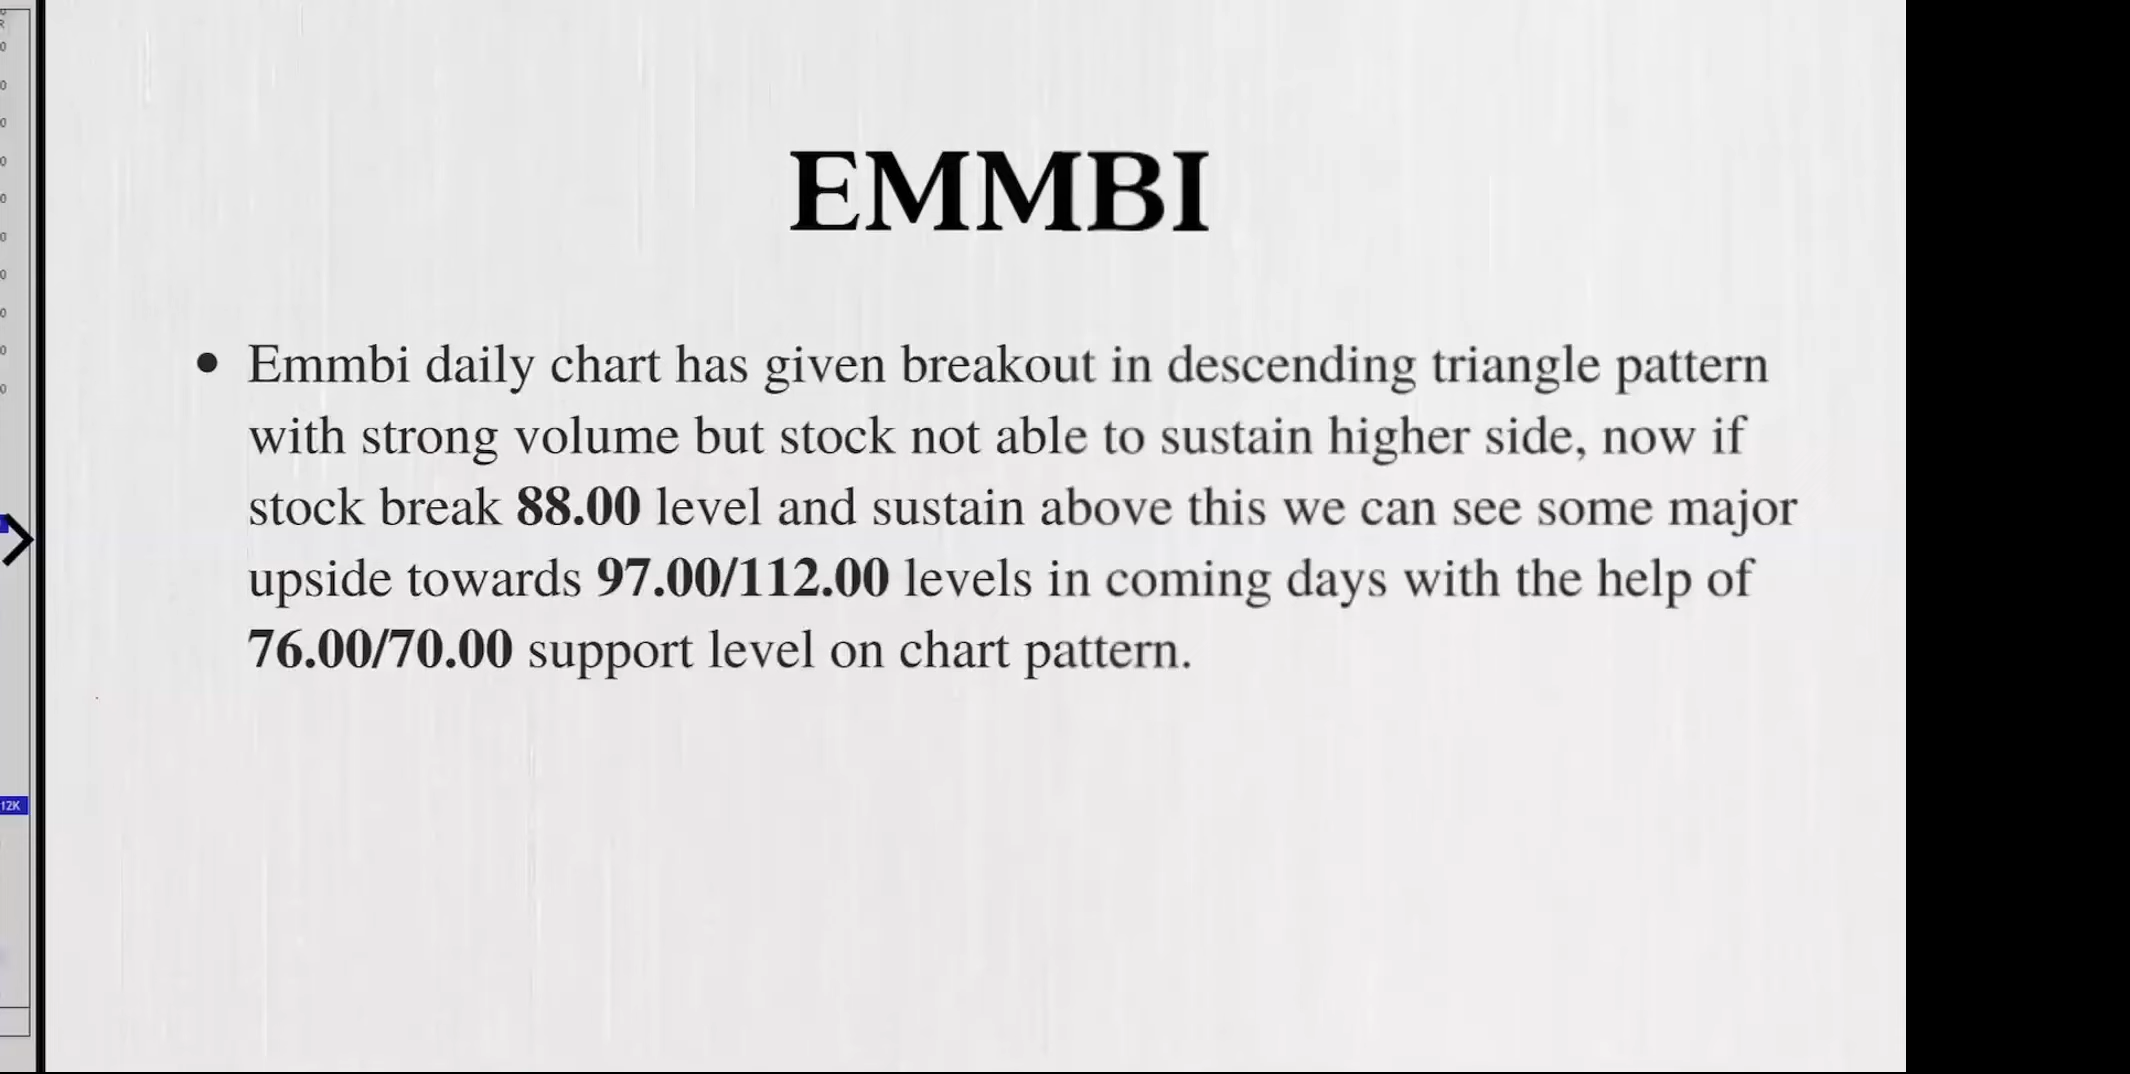 EMMBI
• Emmbi daily chart has given breakout in descending triangle pattern
with strong volume but stock not able to sustain higher side, now if
stock break 88.00 level and sustain above this we can see some major
upside towards 97.00/112.00 levels in coming days with the help of
76.00/70.00 support level on chart pattern.
12K